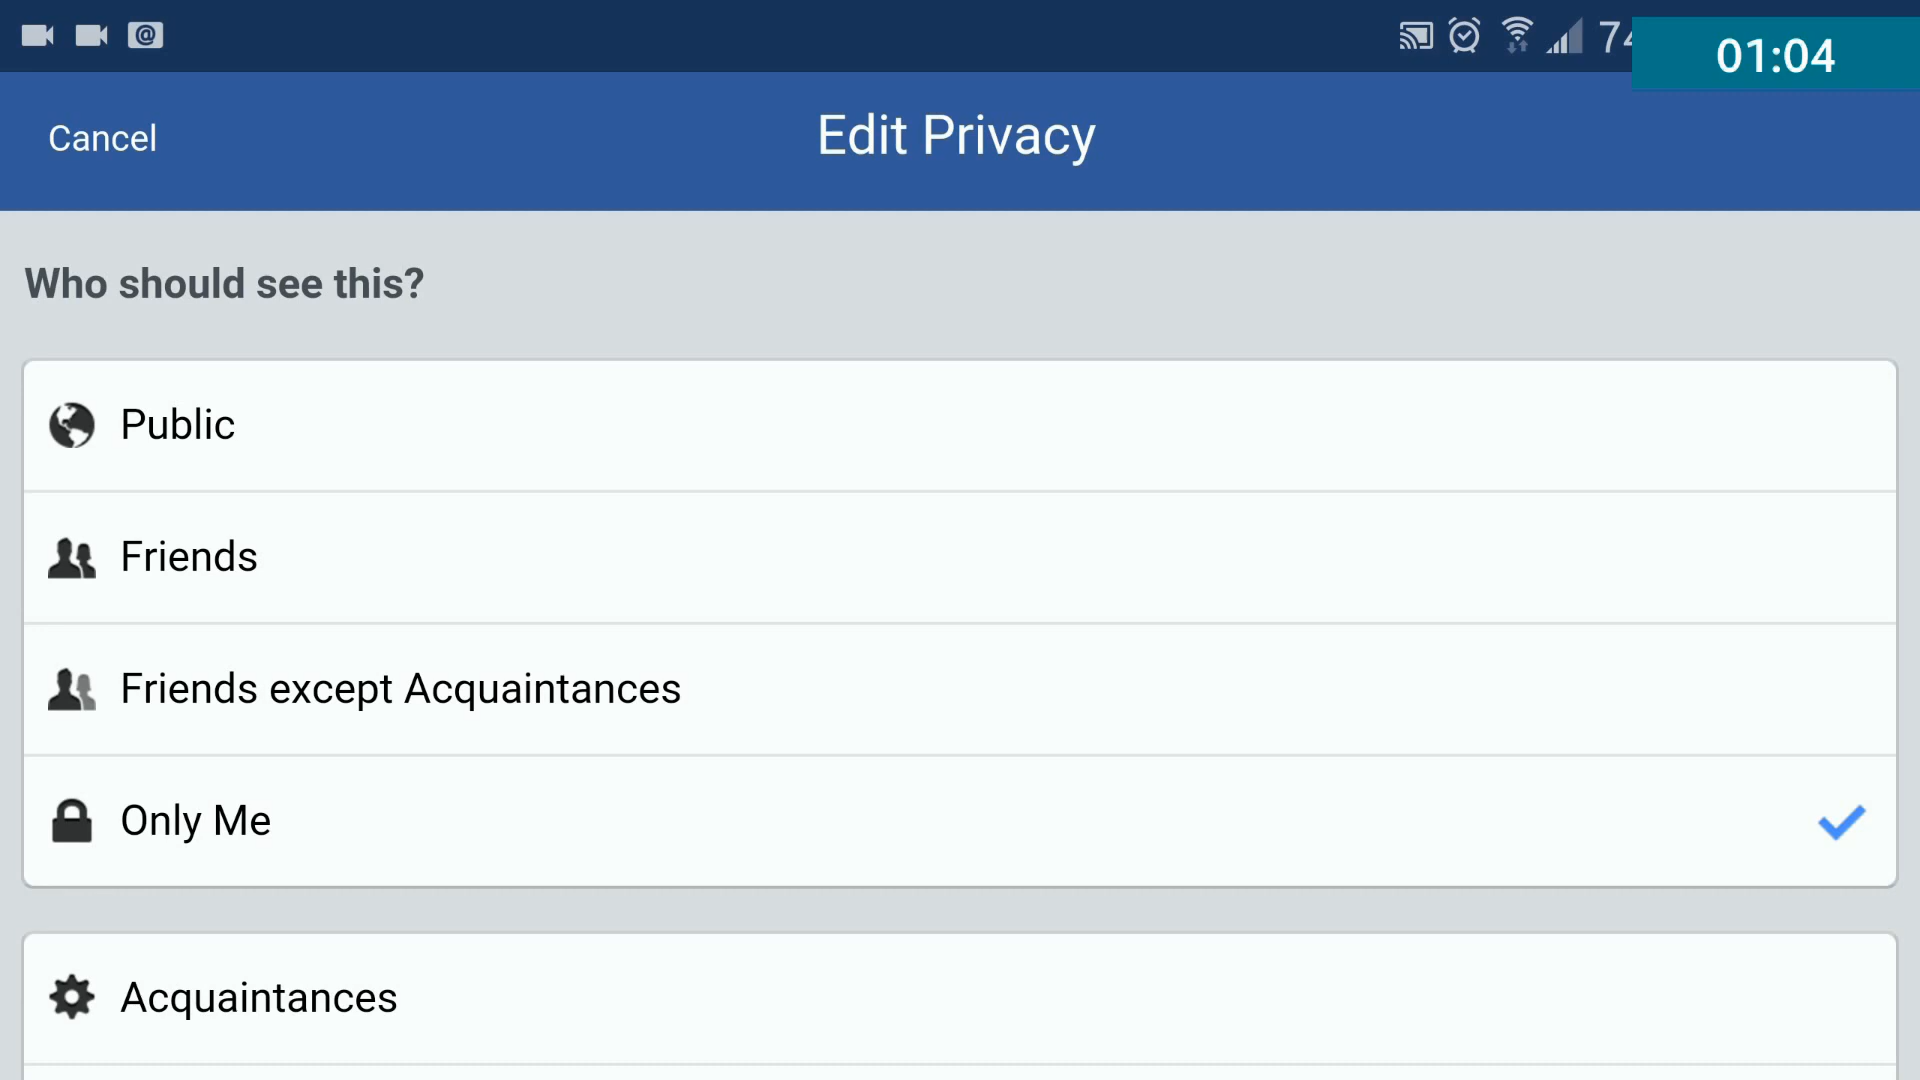 01:04
Cancel
Edit Privacy
Who should see this?
Public
Friends
Friends except Acquaintances
Only Me
Acquaintances